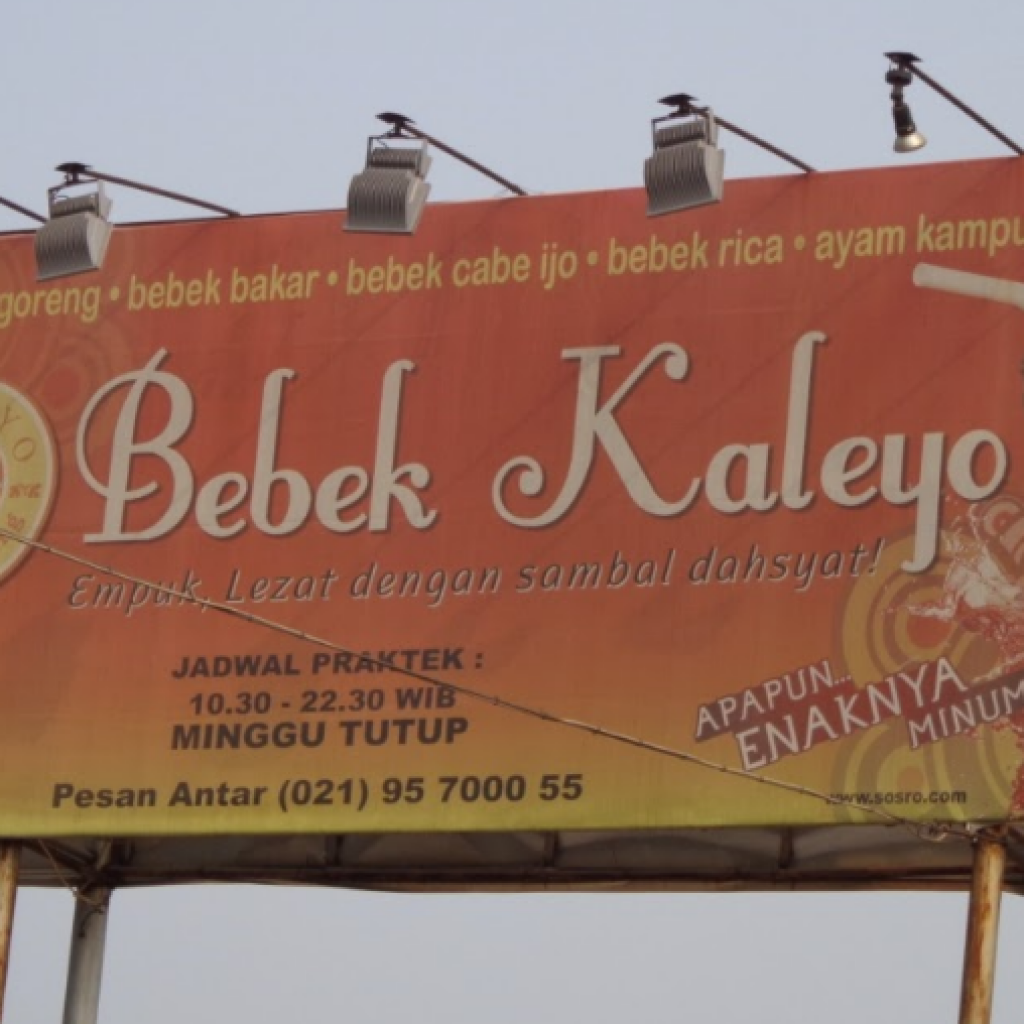 goreng • bebek bakar • bebek cabe ijo • bebek rica • ayam kampu
Bebek Kaleyo
Empuk, Lezat dengan sambal dahsyat!
JADWAL PRAKTEK :
10.30 - 22.30 WIB
MINGGU TUTUP
Pesan Antar (021) 95 7000 55
APAPUN...
ENAKNYA
MINUM
www.sosro.com